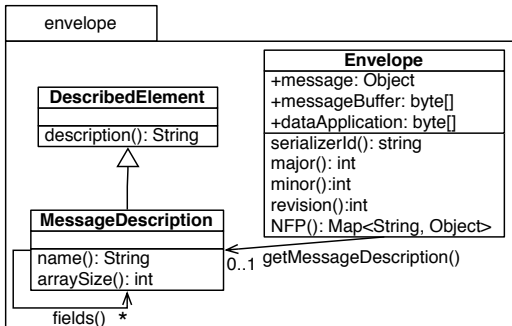 envelope
DescribedElement
description(): String
Envelope
+message: Object
+messageBuffer: byte[]
+dataApplication: byte[]
serializerId(): string
major(): int
minor():int
revision():int
NFP(): Map<String, Object>
MessageDescription
name(): String
arraySize(): int
0..1 getMessageDescription()
fields() *